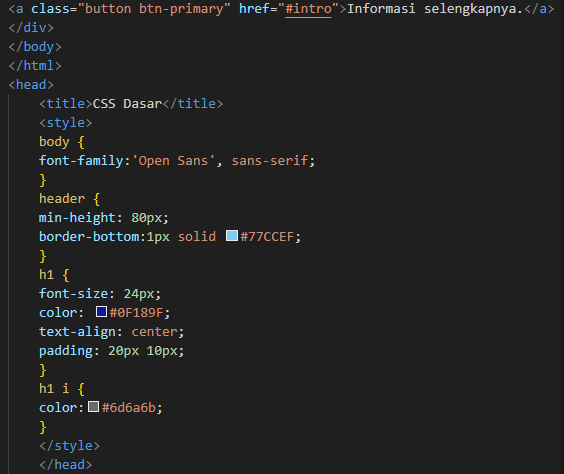 <a class="button btn-primary" href="#intro">Informasi selengkapnya.</a>
</div>
</body>
</html>
<head>
<title>CSS Dasar</title>
<style>
body {
font-family:'Open Sans', sans-serif;
}
header {
min-height: 80px;
border-bottom:1px solid #77CCEF;
}
h1 {
font-size: 24px;
color: #0F189F;
text-align: center;
padding: 20px 10px;
}
h1 i {
color:#6d6a6b;
}
</style>
</head>